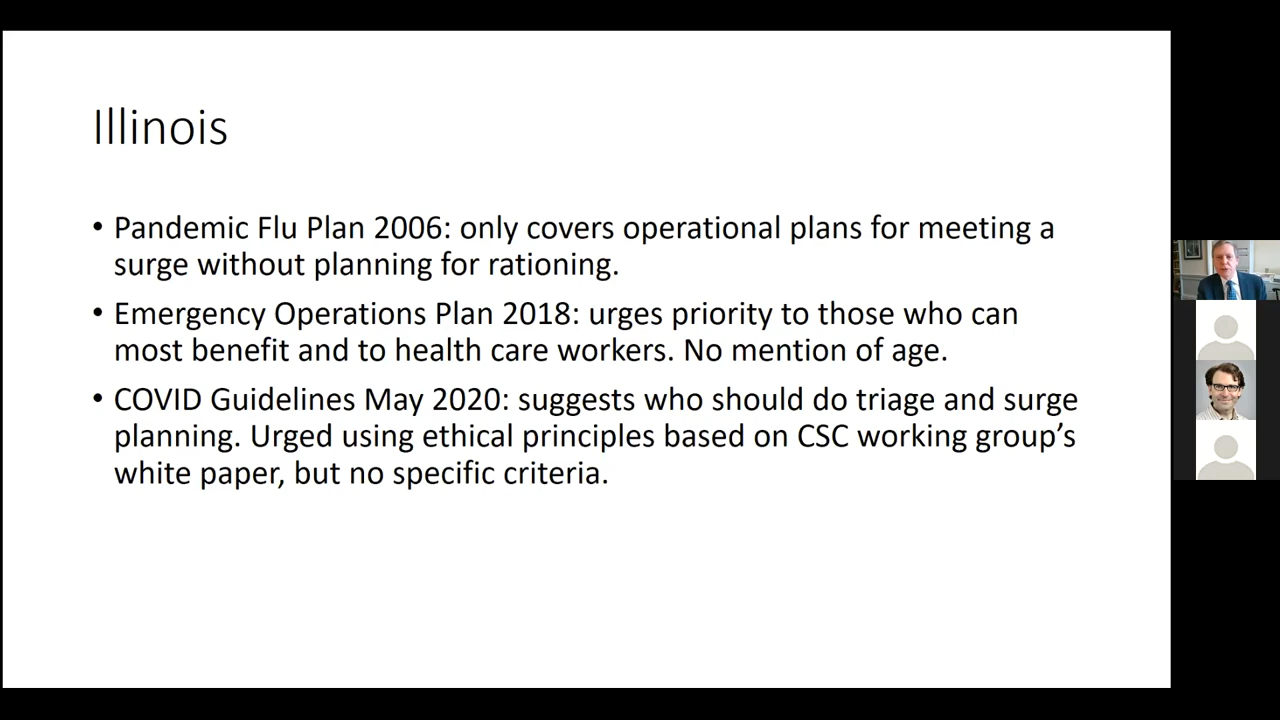 Illinois
• Pandemic Flu Plan 2006: only covers operational plans for meeting a
surge without planning for rationing.
• Emergency Operations Plan 2018: urges priority to those who can
most benefit and to health care workers. No mention of age.
• COVID Guidelines May 2020: suggests who should do triage and surge
planning. Urged using ethical principles based on CSC working group’s
white paper, but no specific criteria.